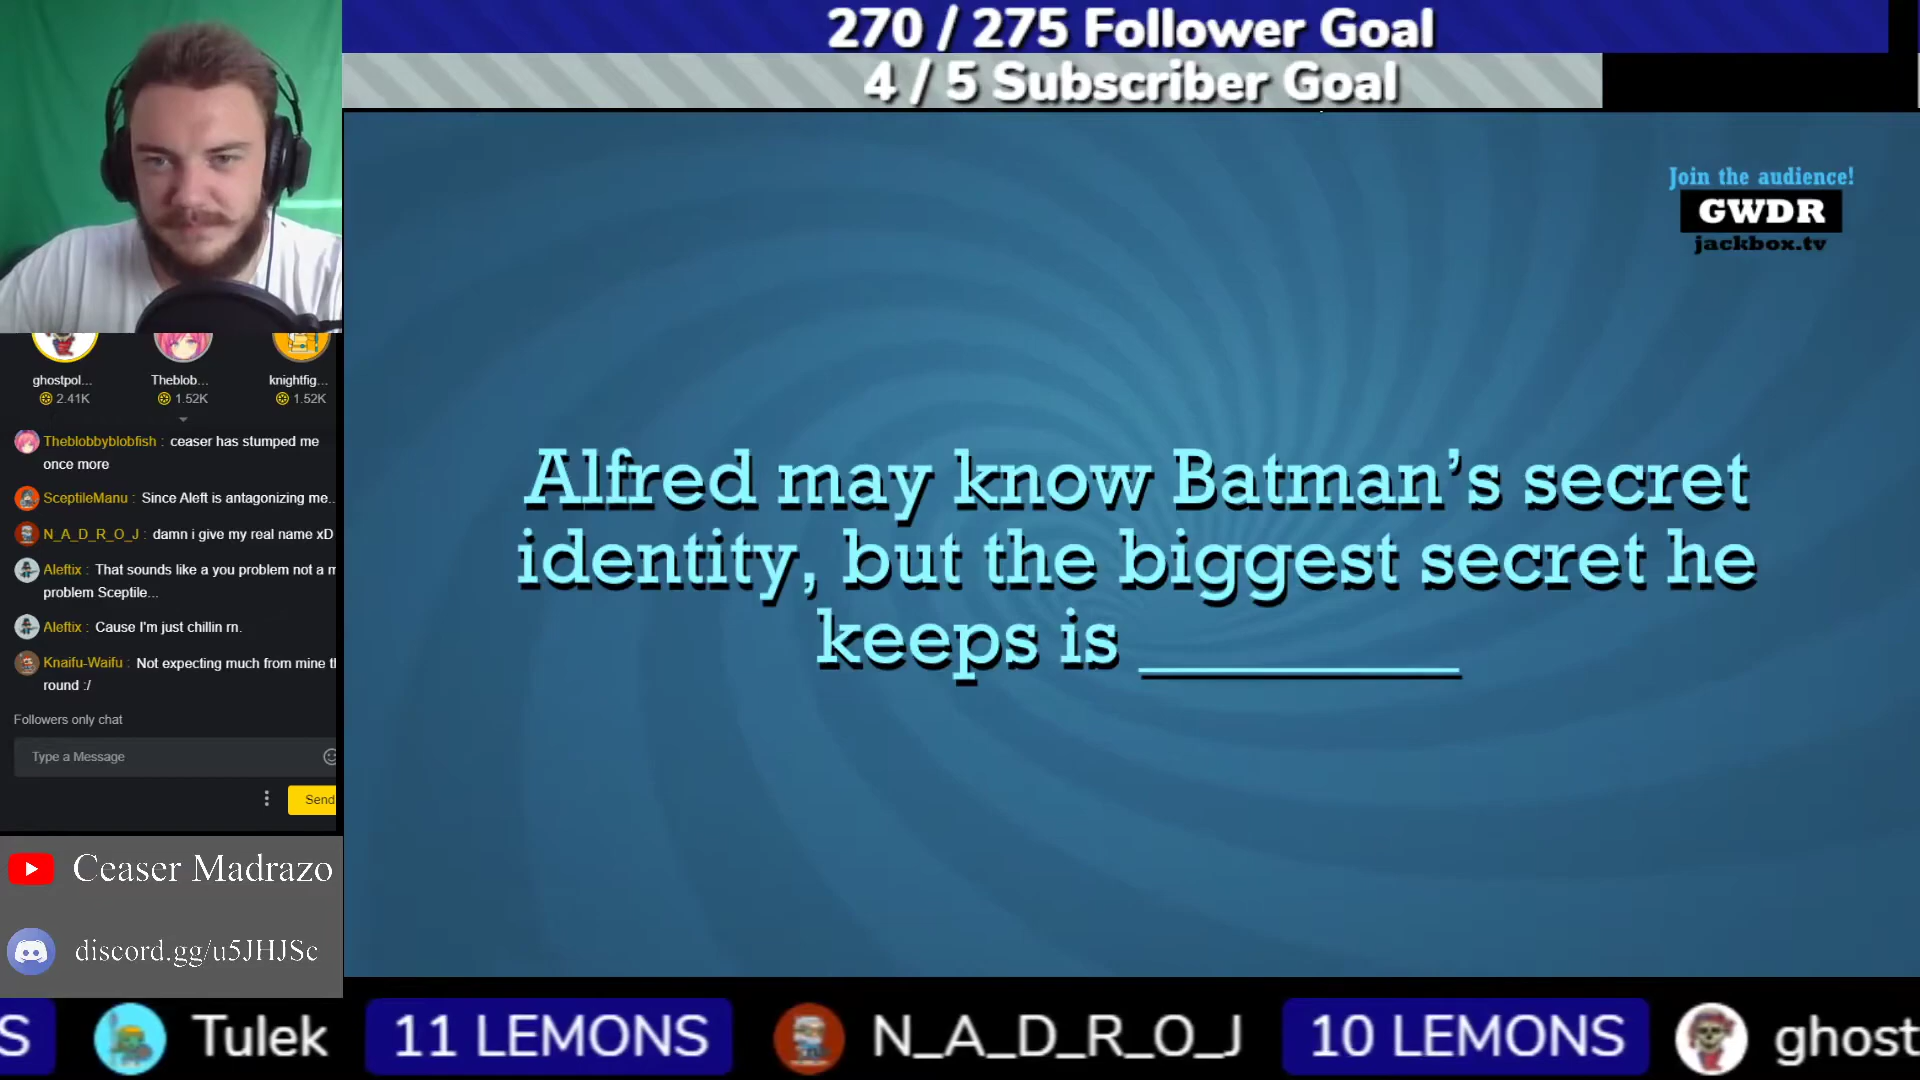 270 / 275 Follower Goal
4 / 5 Subscriber Goal
Join the audience!
GWDR
jackbox.tv
Alfred may know Batman's secret
identity, but the biggest secret he
keeps is
ghostpol... Theblob... knightfig...
2.41K 1.52K 1.52K
Theblobbyblobfish : ceaser has stumped me
once more
SceptileManu : Since Aleft is antagonizing me..
N_A_D_R_O_J : damn i give my real name xD
Aleftix : That sounds like a you problem not a m
problem Sceptile...
Aleftix : Cause I'm just chillin rn.
Knaifu-Waifu : Not expecting much from mine th
round :/
Followers only chat
Type a Message
Send
Ceaser Madrazo
discord.gg/u5JHJSc
S Tulek 11 LEMONS N_A_D_R_O_J 10 LEMONS ghost